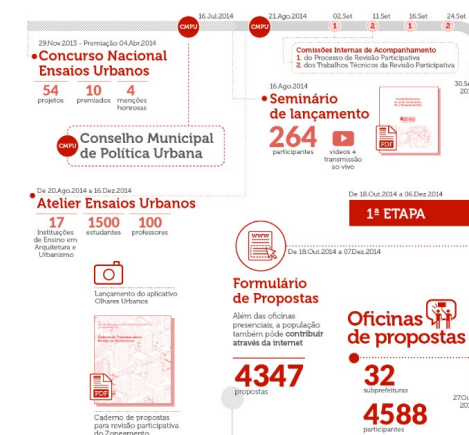 16.Jul.2014
21.Ago.2014
02.Set
11.Set
16.Set
24.Set
CMPU
CMPU
1
2
1
2
29.Nov.2013 - Premiação 04.Abr.2014
Concurso Nacional
Ensaios Urbanos
54
projetos
10
premiados
4
menções
honrosas
Comissões Internas de Acompanhamento
1. do Processo de Revisão Participativa
2. dos Trabalhos Técnicos da Revisão Participativa
16.Ago.2014
Seminário
de lançamento
264
participantes
vídeos +
transmissão
ao vivo
PDF
CMPU
Conselho Municipal
de Política Urbana
De 20.Ago.2014 a 16.Dez.2014
Atelier Ensaios Urbanos
17
Instituições
de Ensino em
Arquitetura e
Urbanismo
1500
estudantes
100
professores
De 18.Out.2014 a 06.Dez.2014
1ª ETAPA
www
De 18.Out.2014 a 07.Dez.2014
Lançamento do aplicativo
Olhares Urbanos
Formulário
de Propostas
Além das oficinas
presenciais, a população
também pôde contribuir
através da internet
4347
propostas
Oficinas
de propostas
32
subprefeituras
4588
participantes
PDF
Caderno de propostas
para revisão participativa
do Zoneamento